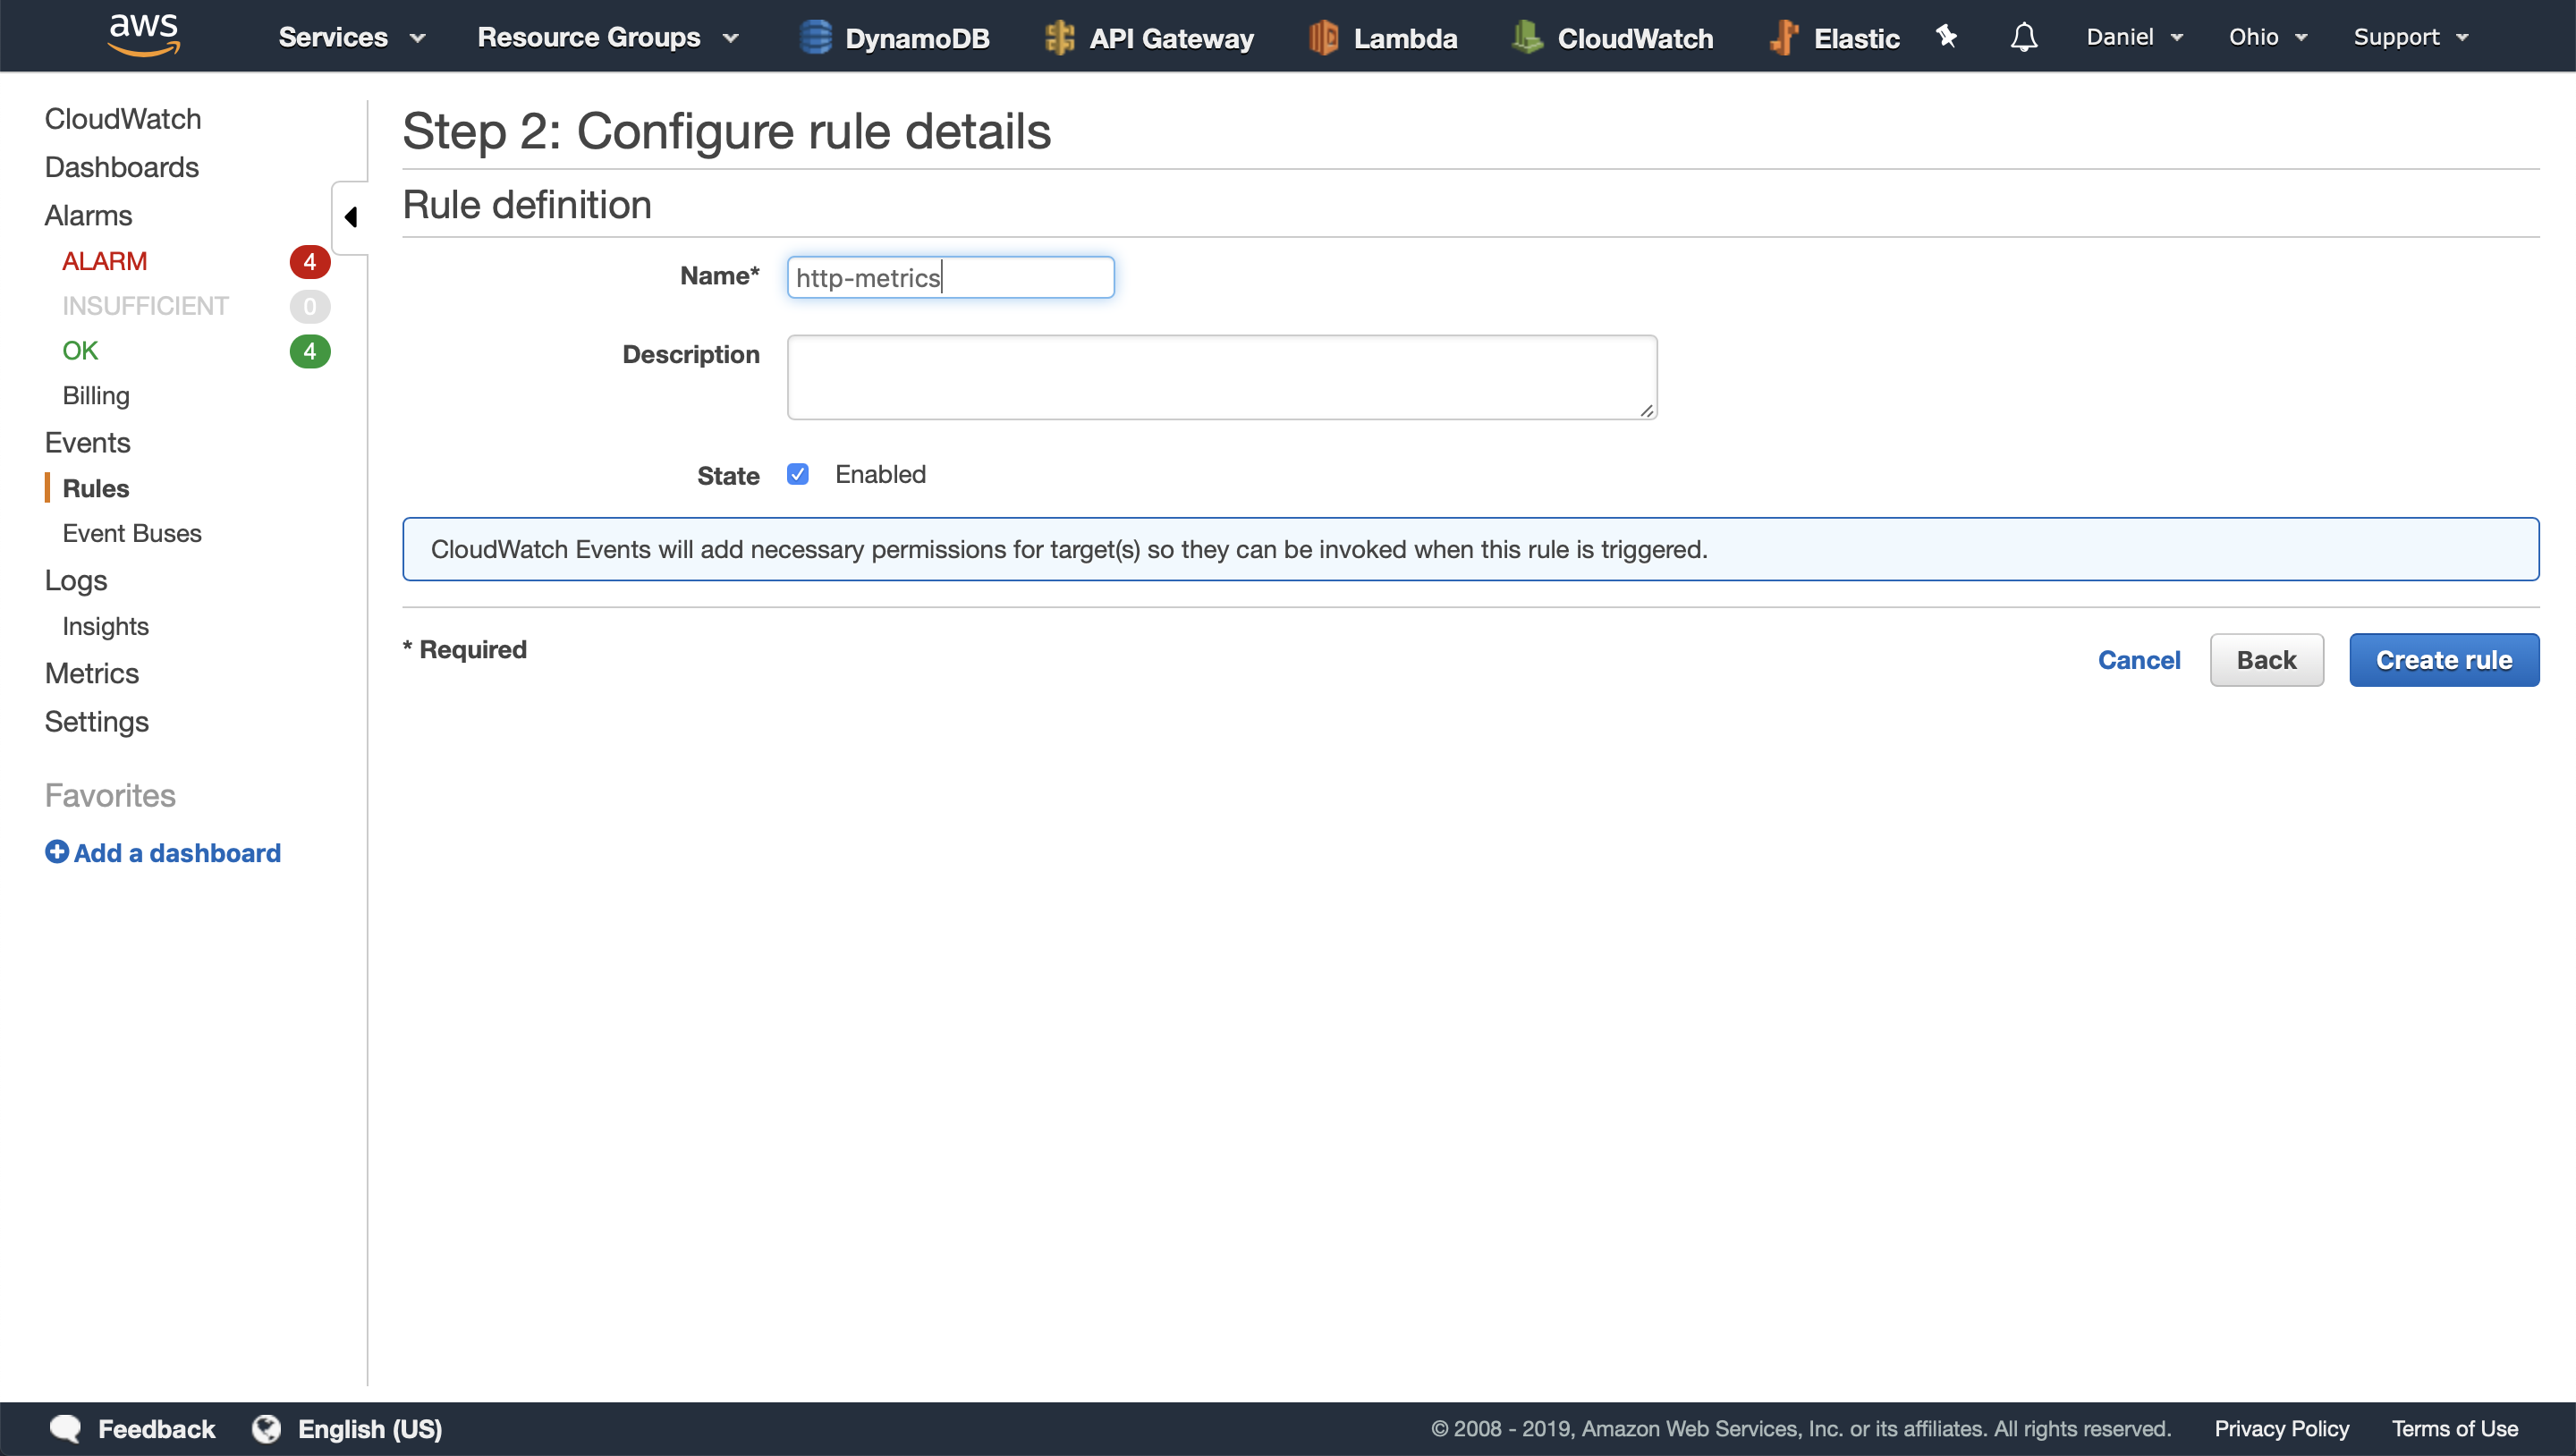 aws
Services
Resource Groups
DynamoDB
API Gateway
Lambda
CloudWatch
Elastic
Daniel
Ohio
Support
CloudWatch
Dashboards
Alarms
ALARM 4
INSUFFICIENT 0
OK 4
Billing
Events
Rules
Event Buses
Logs
Insights
Metrics
Settings
Favorites
Add a dashboard
Step 2: Configure rule details
Rule definition
Name* http-metrics
Description
State Enabled
CloudWatch Events will add necessary permissions for target(s) so they can be invoked when this rule is triggered.
* Required
Cancel
Back
Create rule
Feedback
English (US)
© 2008 - 2019, Amazon Web Services, Inc. or its affiliates. All rights reserved.
Privacy Policy
Terms of Use